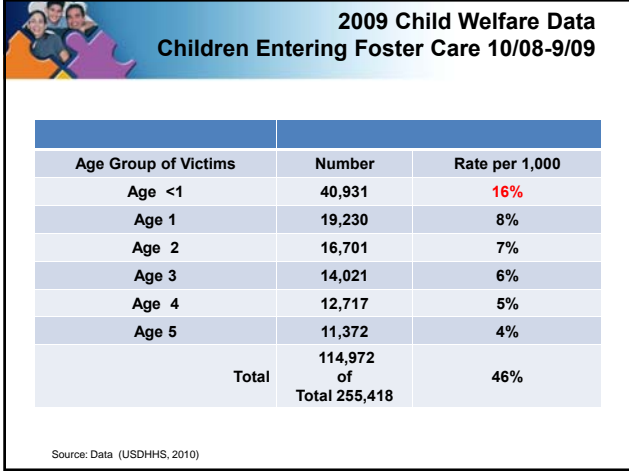 2009 Child Welfare Data
Children Entering Foster Care 10/08-9/09
Age Group of Victims Number Rate per 1,000
Age <1 40,931 16%
Age 1 19,230 8%
Age 2 16,701 7%
Age 3 14,021 6%
Age 4 12,717 5%
Age 5 11,372 4%
Total 114,972 of Total 255,418 46%
Source: Data (USDHHS, 2010)